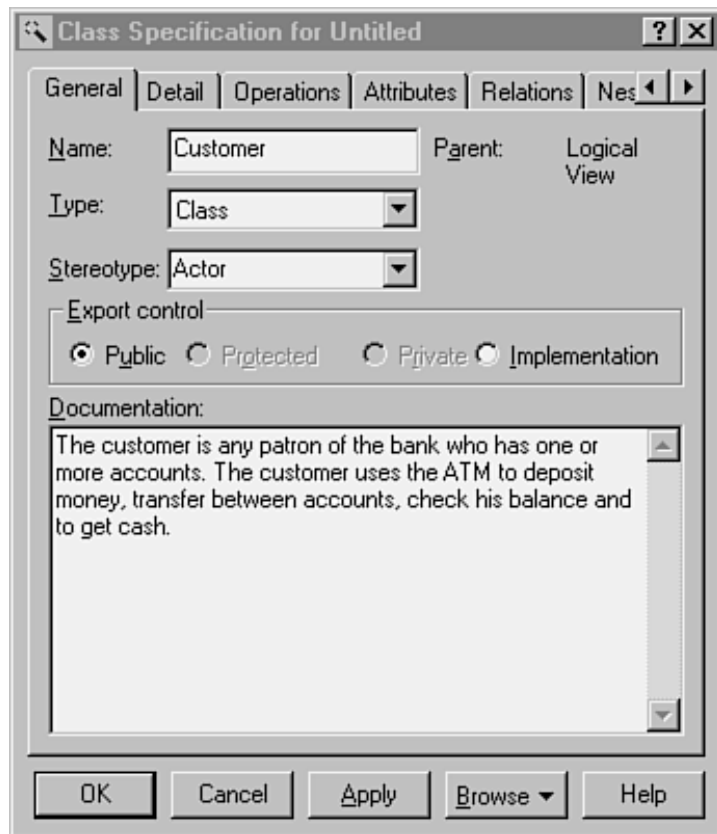 Class Specification for Untitled
General Detail Operations Attributes Relations Nes
Name: Customer Parent: Logical
View
Type: Class
Stereotype: Actor
Export control
Public Protected Private Implementation
Documentation:
The customer is any patron of the bank who has one or
more accounts. The customer uses the ATM to deposit
money, transfer between accounts, check his balance and
to get cash.
OK Cancel Apply Browse Help